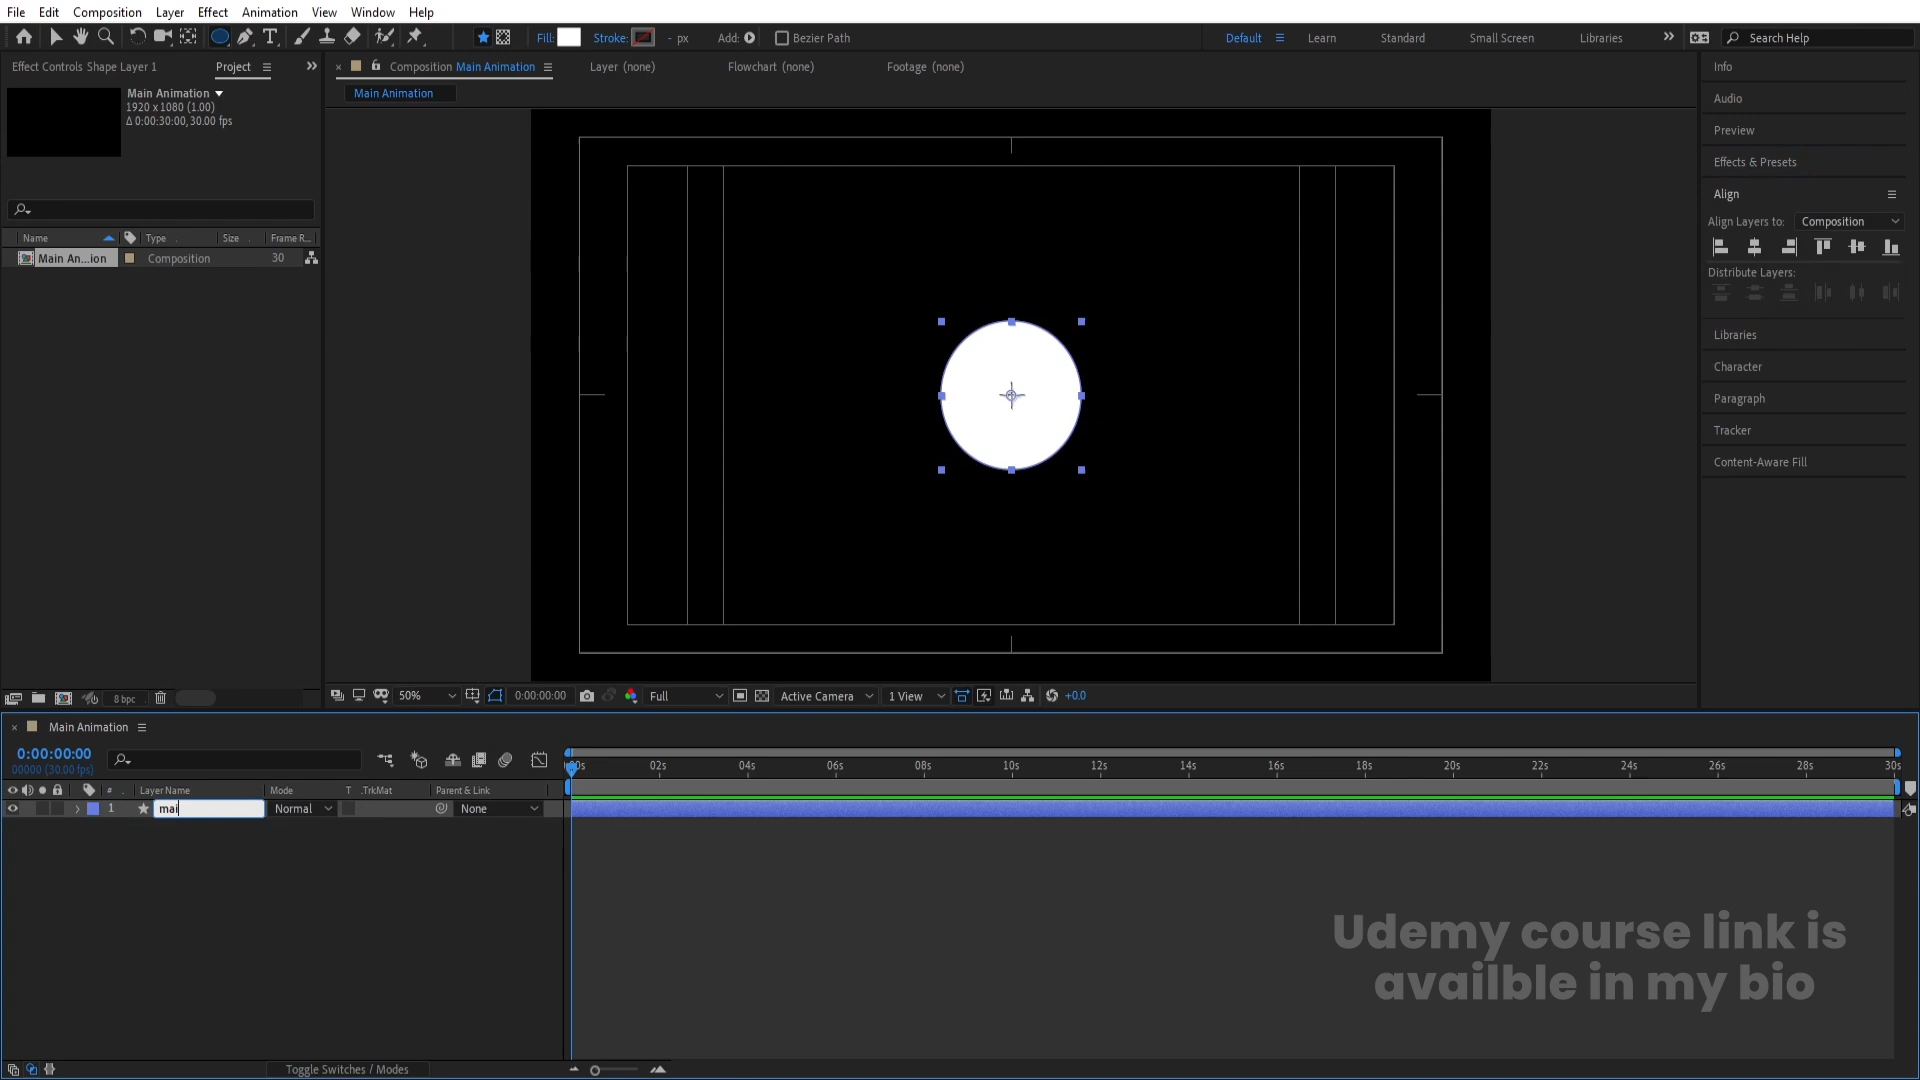 File Edit Composition Layer Effect Animation View Window Help
Fill: Stroke: - px Add: Bezier Path Default Learn Standard Small Screen Libraries Search Help
Effect Controls Shape Layer 1 Project
Composition Main Animation Layer (none) Flowchart (none) Footage (none)
Main Animation
Main Animation
1920 x 1080 (1.00)
Δ 0:00:30:00, 30.00 fps
Name Type Size Frame R...
Main An...ion Composition 30
Info
Audio
Preview
Effects & Presets
Align
Align Layers to: Composition
Distribute Layers:
Libraries
Character
Paragraph
Tracker
Content-Aware Fill
8 bpc
50% 0:00:00:00 Full Active Camera 1 View +0.0
Main Animation
0:00:00:00
00000 (30.00 fps)
00s 02s 04s 06s 08s 10s 12s 14s 16s 18s 20s 22s 24s 26s 28s 30s
# Layer Name Mode T .TrkMat Parent & Link
1 mai Normal None
Udemy course link is
availble in my bio
Toggle Switches / Modes